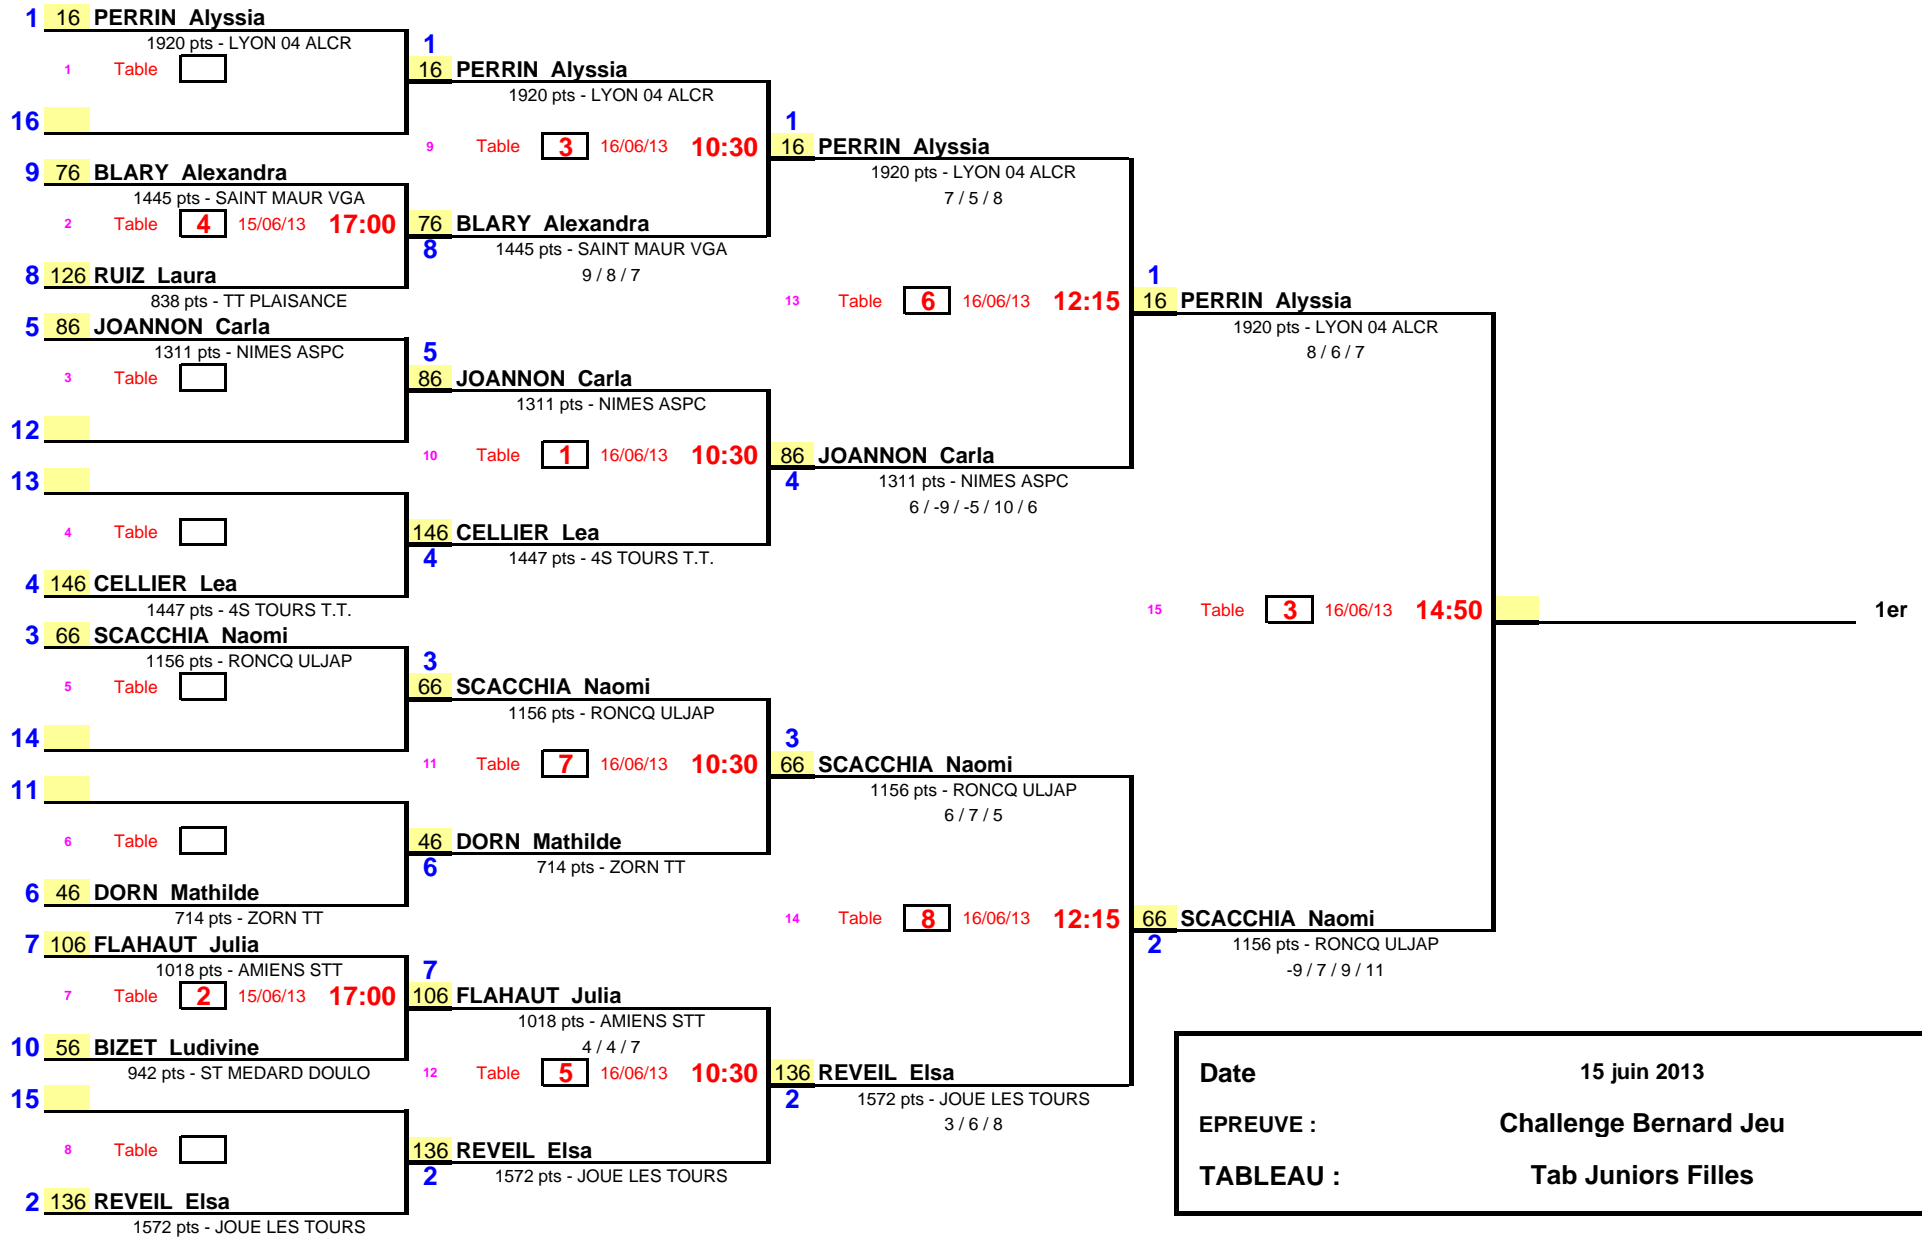 1 16 PERRIN Alyssia
1920 pts - LYON 04 ALCR
1 Table
16
9 76 BLARY Alexandra
1445 pts - SAINT MAUR VGA
2 Table 4 15/06/13 17:00
8 126 RUIZ Laura
838 pts - TT PLAISANCE
5 86 JOANNON Carla
1311 pts - NIMES ASPC
3 Table
12
13
4 Table
4 146 CELLIER Lea
1447 pts - 4S TOURS T.T.
3 66 SCACCHIA Naomi
1156 pts - RONCQ ULJAP
5 Table
14
11
6 Table
6 46 DORN Mathilde
714 pts - ZORN TT
7 106 FLAHAUT Julia
1018 pts - AMIENS STT
7 Table 2 15/06/13 17:00
10 56 BIZET Ludivine
942 pts - ST MEDARD DOULO
15
8 Table
2 136 REVEIL Elsa
1572 pts - JOUE LES TOURS
1
16 PERRIN Alyssia
1920 pts - LYON 04 ALCR
9 Table 3 16/06/13 10:30
76 BLARY Alexandra
8
1445 pts - SAINT MAUR VGA
9 / 8 / 7
5
86 JOANNON Carla
1311 pts - NIMES ASPC
10 Table 1 16/06/13 10:30
146 CELLIER Lea
4
1447 pts - 4S TOURS T.T.
3
66 SCACCHIA Naomi
1156 pts - RONCQ ULJAP
11 Table 7 16/06/13 10:30
46 DORN Mathilde
6
714 pts - ZORN TT
7
106 FLAHAUT Julia
1018 pts - AMIENS STT
4 / 4 / 7
12 Table 5 16/06/13 10:30
136 REVEIL Elsa
2
1572 pts - JOUE LES TOURS
1
16 PERRIN Alyssia
1920 pts - LYON 04 ALCR
7 / 5 / 8
13 Table 6 16/06/13 12:15
86 JOANNON Carla
4
1311 pts - NIMES ASPC
6 / -9 / -5 / 10 / 6
3
66 SCACCHIA Naomi
1156 pts - RONCQ ULJAP
6 / 7 / 5
14 Table 8 16/06/13 12:15
136 REVEIL Elsa
2
1572 pts - JOUE LES TOURS
3 / 6 / 8
1
16 PERRIN Alyssia
1920 pts - LYON 04 ALCR
8 / 6 / 7
15 Table 3 16/06/13 14:50
66 SCACCHIA Naomi
2
1156 pts - RONCQ ULJAP
-9 / 7 / 9 / 11
1er
Date 15 juin 2013
EPREUVE : Challenge Bernard Jeu
TABLEAU : Tab Juniors Filles